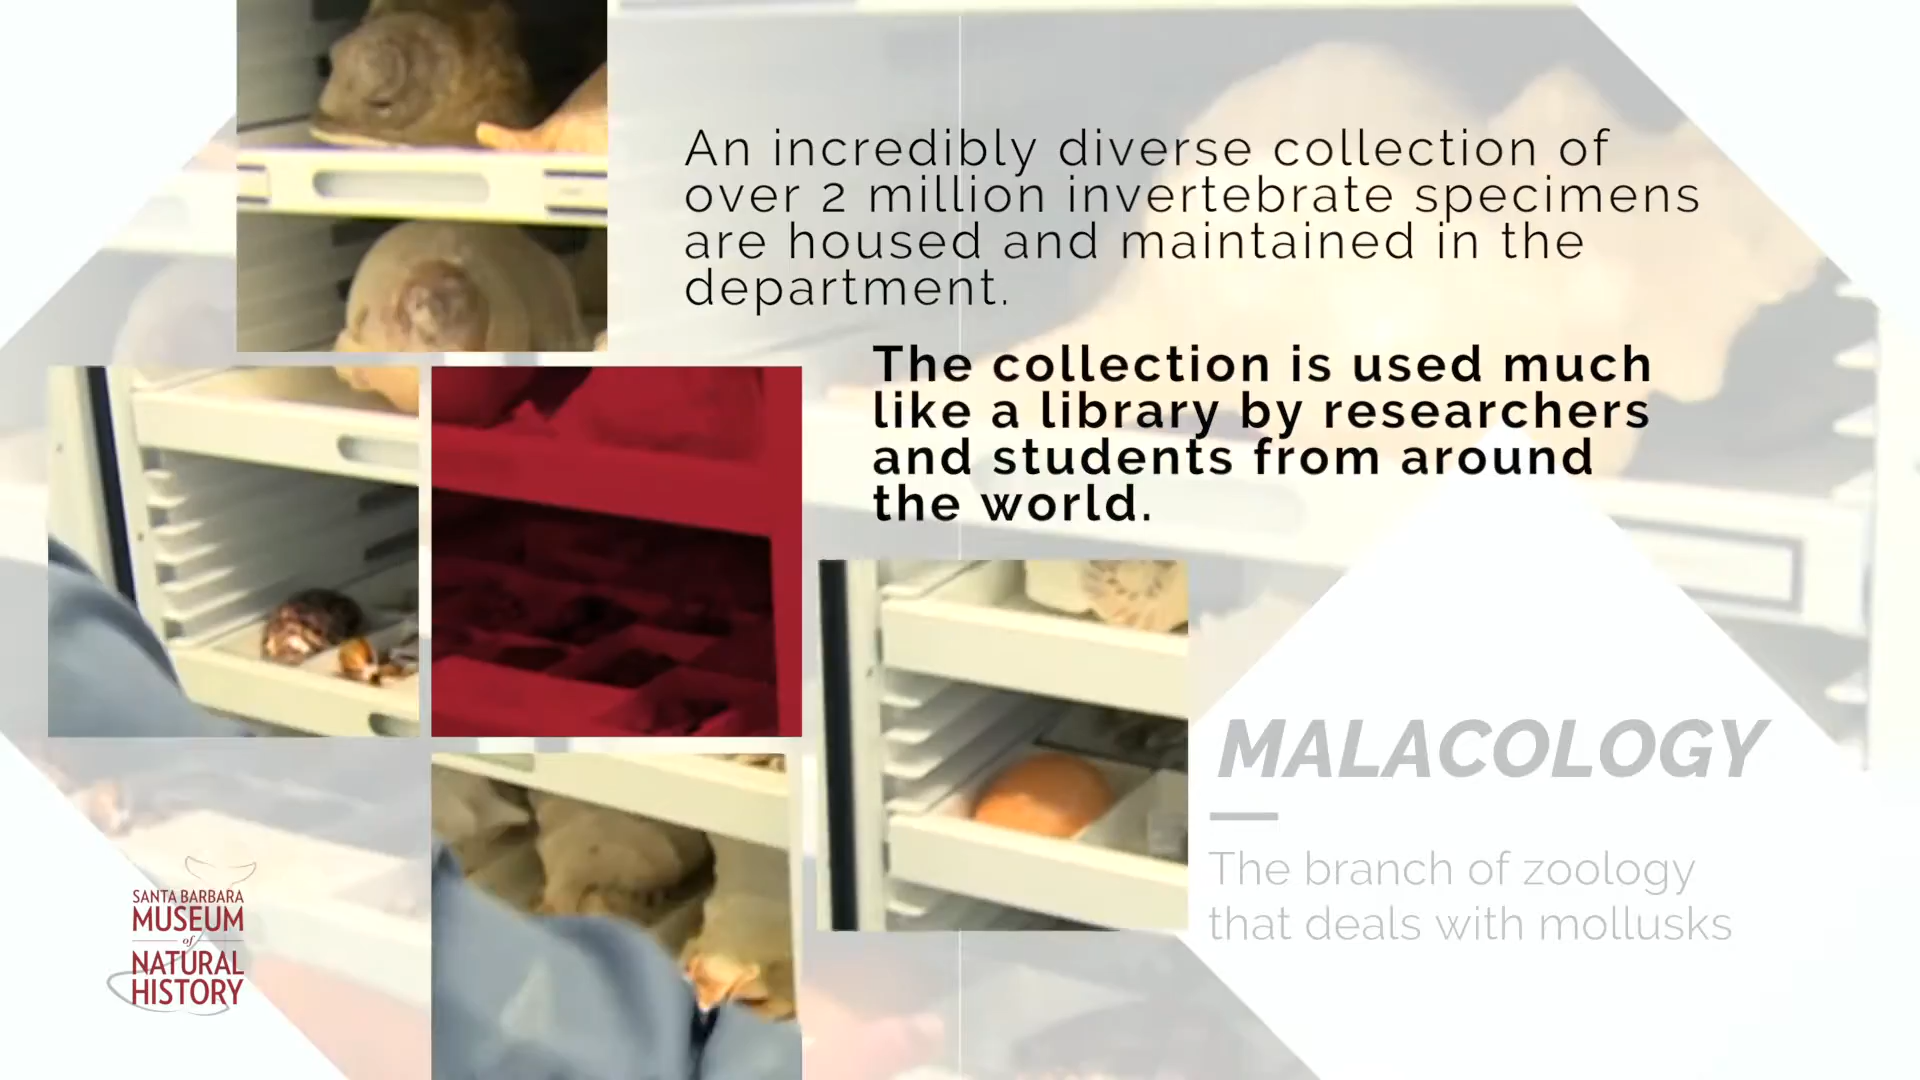 An incredibly diverse collection of
over 2 million invertebrate specimens
are housed and maintained in the
department.
The collection is used much
like a library by researchers
and students from around
the world.
MALACOLOGY
The branch of zoology
that deals with mollusks
SANTA BARBARA
MUSEUM
of
NATURAL
HISTORY